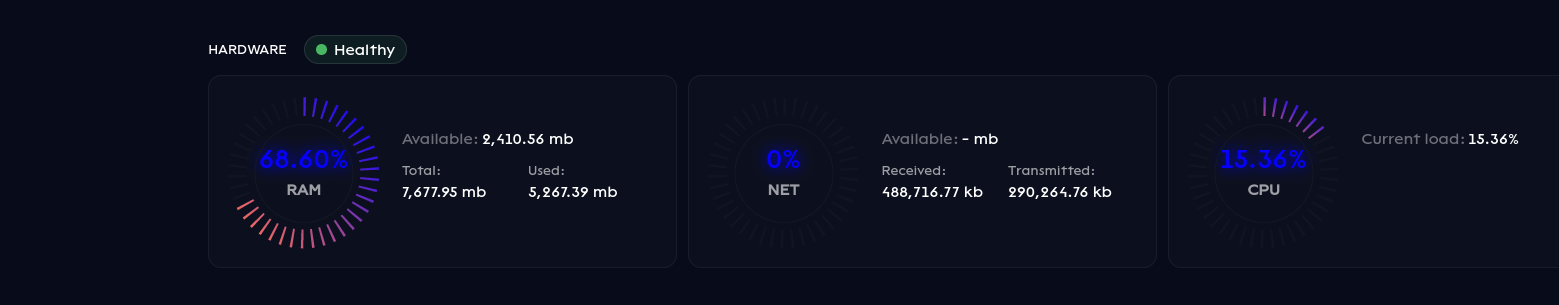 HARDWARE Healthy
68.60%
RAM
Available: 2,410.56 mb
Total: Used:
7,677.95 mb 5,267.39 mb
0%
NET
Available: - mb
Received: Transmitted:
488,716.77 kb 290,264.76 kb
15.36%
CPU
Current load: 15.36%